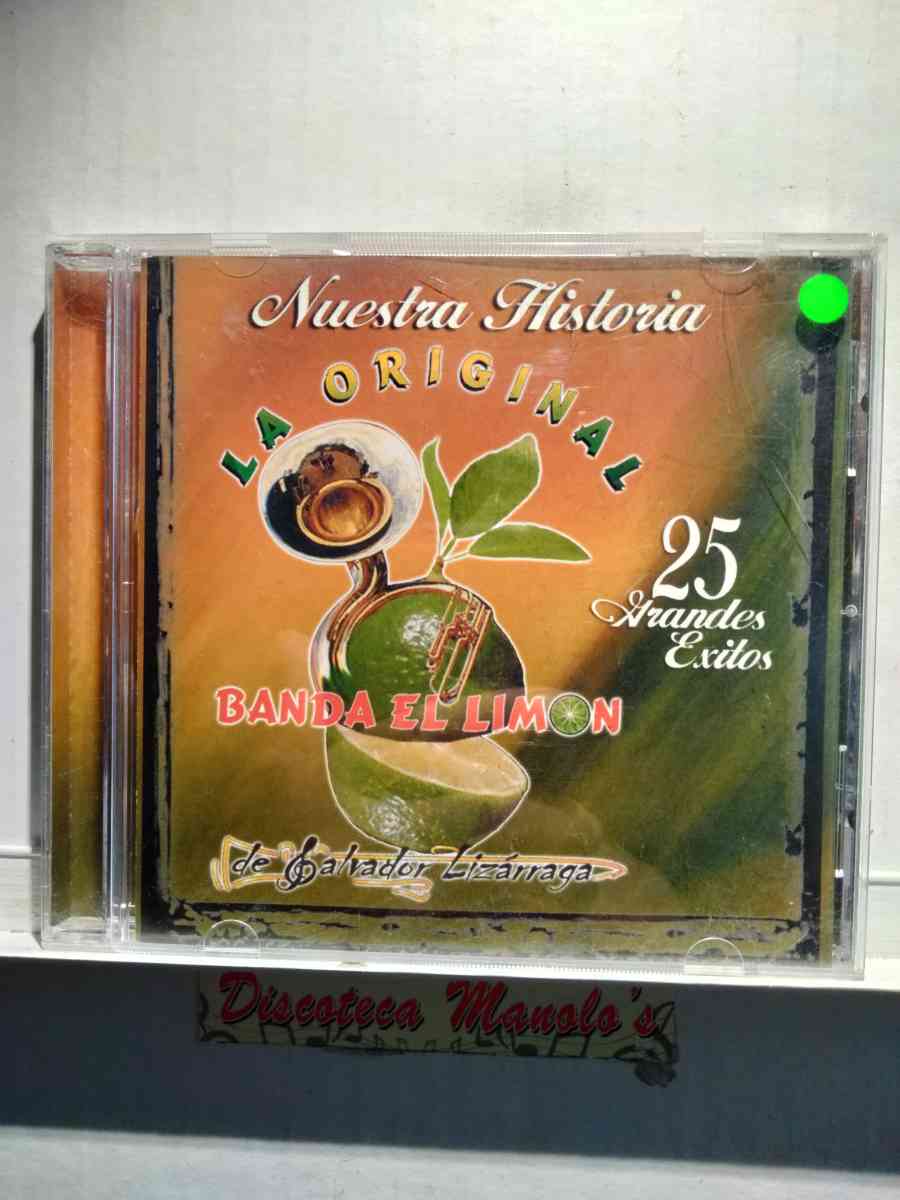 Nuestra Historia
LA ORIGINAL
25
Grandes
Exitos
BANDA EL LIMON
de Salvador Lizárraga
Discoteca Manolo's